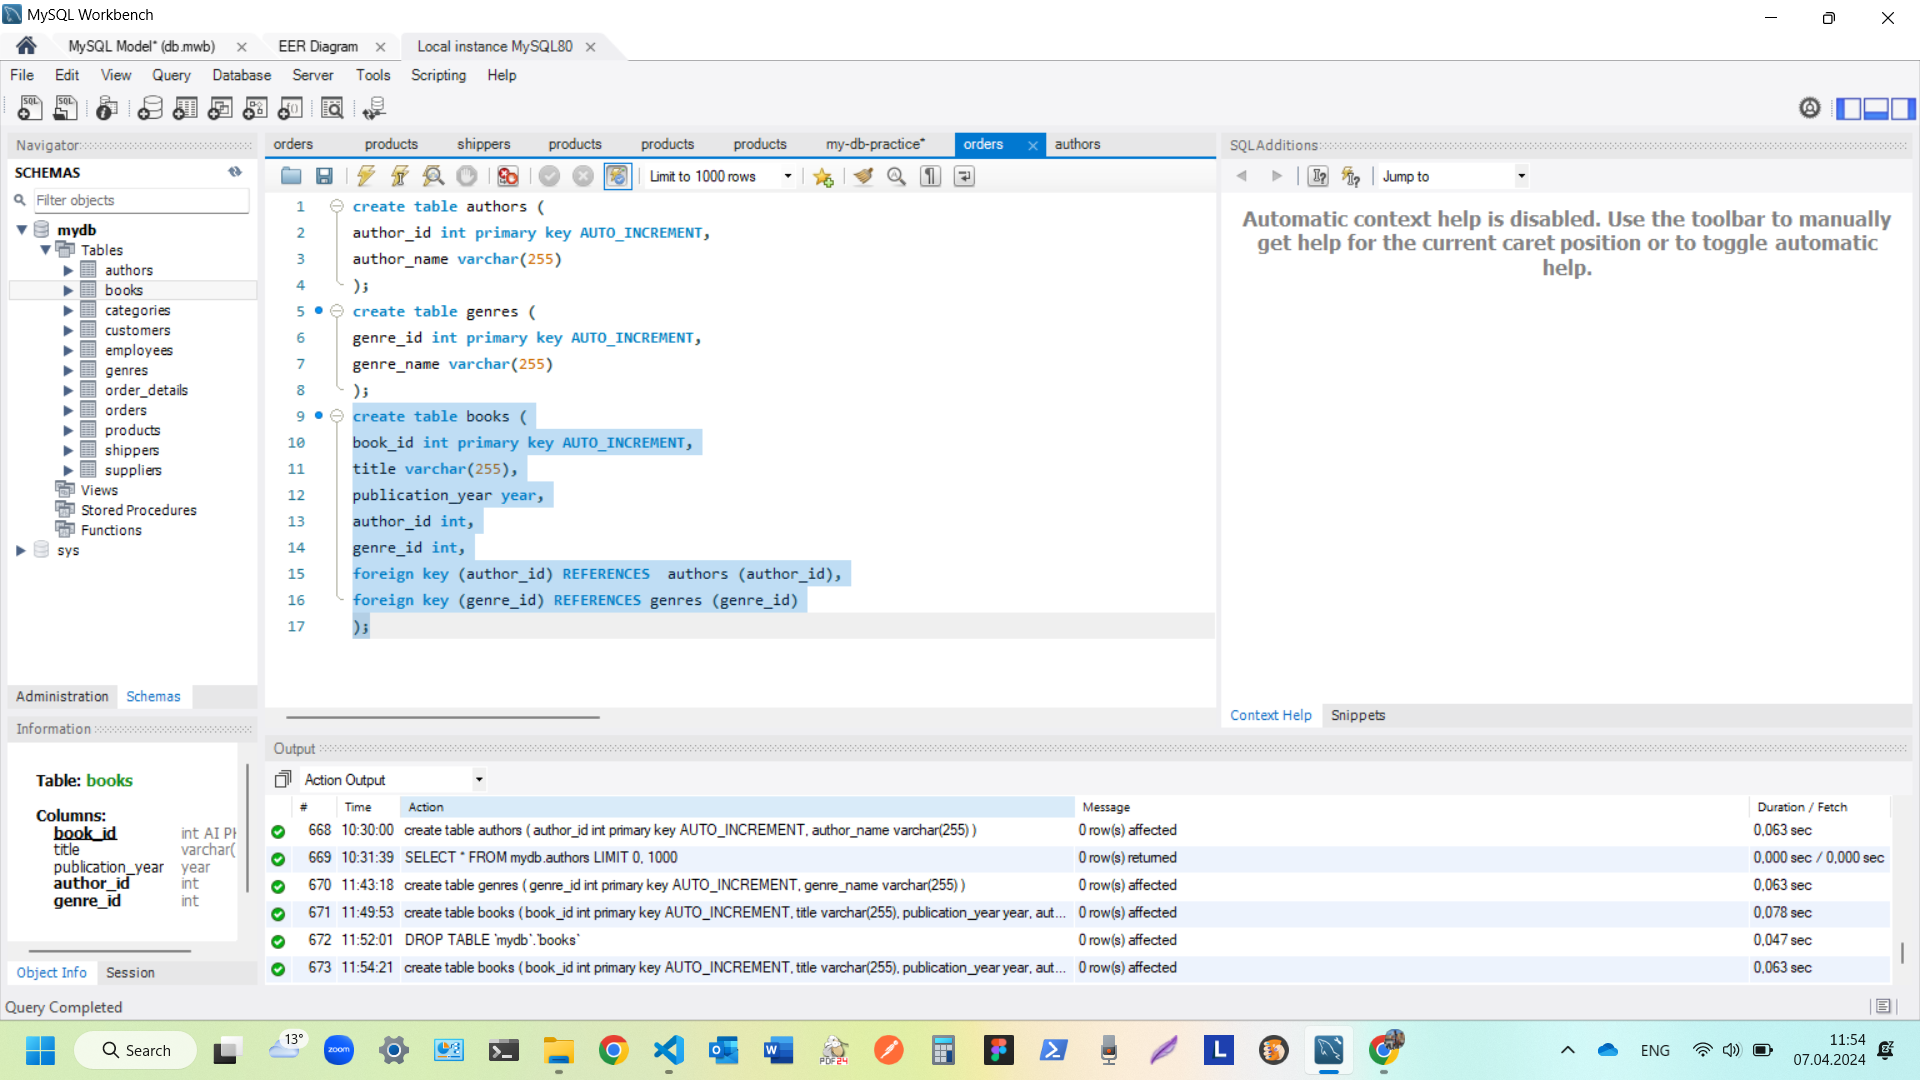 MySQL Workbench
MySQL Model* (db.mwb)
EER Diagram
Local instance MySQL80
File Edit View Query Database Server Tools Scripting Help
Navigator
SCHEMAS
Filter objects
mydb
Tables
authors
books
categories
customers
employees
genres
order_details
orders
products
shippers
suppliers
Views
Stored Procedures
Functions
sys
Administration Schemas
Information
Table: books
Columns:
book_id int AI PK
title varchar(
publication_year year
author_id int
genre_id int
Object Info Session
Query Completed
orders products shippers products products products my-db-practice* orders authors
Limit to 1000 rows
1 create table authors (
2 author_id int primary key AUTO_INCREMENT,
3 author_name varchar(255)
4 );
5 create table genres (
6 genre_id int primary key AUTO_INCREMENT,
7 genre_name varchar(255)
8 );
9 create table books (
10 book_id int primary key AUTO_INCREMENT,
11 title varchar(255),
12 publication_year year,
13 author_id int,
14 genre_id int,
15 foreign key (author_id) REFERENCES  authors (author_id),
16 foreign key (genre_id) REFERENCES genres (genre_id)
17 );
SQLAdditions
Jump to
Automatic context help is disabled. Use the toolbar to manually
get help for the current caret position or to toggle automatic
help.
Context Help Snippets
Output
Action Output
# Time Action Message Duration / Fetch
668 10:30:00 create table authors ( author_id int primary key AUTO_INCREMENT, author_name varchar(255) ) 0 row(s) affected 0,063 sec
669 10:31:39 SELECT * FROM mydb.authors LIMIT 0, 1000 0 row(s) returned 0,000 sec / 0,000 sec
670 11:43:18 create table genres ( genre_id int primary key AUTO_INCREMENT, genre_name varchar(255) ) 0 row(s) affected 0,063 sec
671 11:49:53 create table books ( book_id int primary key AUTO_INCREMENT, title varchar(255), publication_year year, aut... 0 row(s) affected 0,078 sec
672 11:52:01 DROP TABLE `mydb`.`books` 0 row(s) affected 0,047 sec
673 11:54:21 create table books ( book_id int primary key AUTO_INCREMENT, title varchar(255), publication_year year, aut... 0 row(s) affected 0,063 sec
Search
13°
zoom
PDF24
L
ENG
11:54
07.04.2024